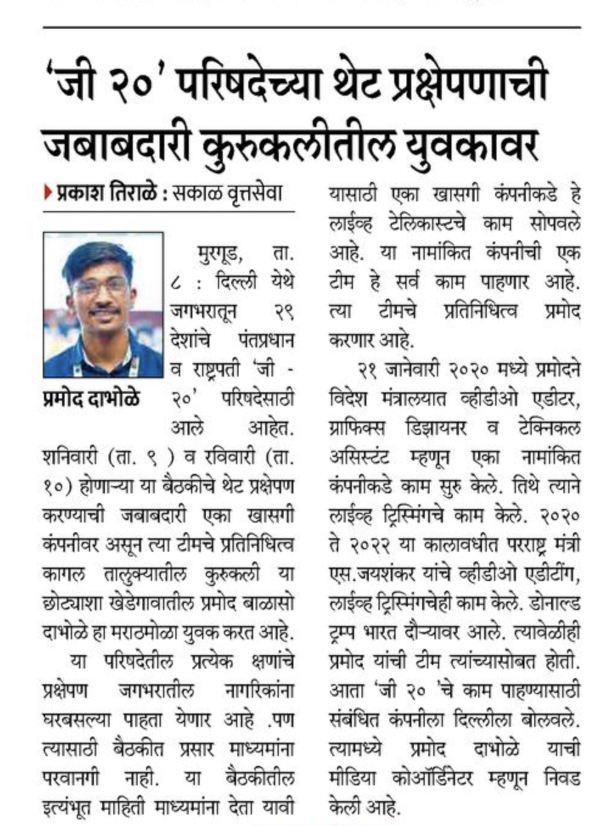 ‘जी २०’ परिषदेच्या थेट प्रक्षेपणाची
जबाबदारी कुरुकलीतील युवकावर
प्रकाश तिराळे : सकाळ वृत्तसेवा
मुरगूड, ता.
८ : दिल्ली येथे
जगभरातून २९
देशांचे पंतप्रधान
व राष्ट्रपती ‘जी -
२०’ परिषदेसाठी
आले आहेत.
प्रमोद दाभोळे
शनिवारी (ता. ९ ) व रविवारी (ता.
१०) होणाऱ्या या बैठकीचे थेट प्रक्षेपण
करण्याची जबाबदारी एका खासगी
कंपनीवर असून त्या टीमचे प्रतिनिधित्व
कागल तालुक्यातील कुरुकली या
छोट्याशा खेडेगावातील प्रमोद बाळासो
दाभोळे हा मराठमोळा युवक करत आहे.
या परिषदेतील प्रत्येक क्षणांचे
प्रक्षेपण जगभरातील नागरिकांना
घरबसल्या पाहता येणार आहे .पण
त्यासाठी बैठकीत प्रसार माध्यमांना
परवानगी नाही. या बैठकीतील
इत्यंभूत माहिती माध्यमांना देता यावी
यासाठी एका खासगी कंपनीकडे हे
लाईव्ह टेलिकास्टचे काम सोपवले
आहे. या नामांकित कंपनीची एक
टीम हे सर्व काम पाहणार आहे.
त्या टीमचे प्रतिनिधित्व प्रमोद
करणार आहे.
२१ जानेवारी २०२० मध्ये प्रमोदने
विदेश मंत्रालयात व्हीडीओ एडीटर,
ग्राफिक्स डिझायनर व टेक्निकल
असिस्टंट म्हणून एका नामांकित
कंपनीकडे काम सुरु केले. तिथे त्याने
लाईव्ह ट्रिस्मिंगचे काम केले. २०२०
ते २०२२ या कालावधीत परराष्ट्र मंत्री
एस.जयशंकर यांचे व्हीडीओ एडीटींग,
लाईव्ह ट्रिस्मिंगचेही काम केले. डोनाल्ड
ट्रम्प भारत दौऱ्यावर आले. त्यावेळीही
प्रमोद यांची टीम त्यांच्यासोबत होती.
आता ‘जी २० ’चे काम पाहण्यासाठी
संबंधित कंपनीला दिल्लीला बोलवले.
त्यामध्ये प्रमोद दाभोळे याची
मीडिया कोऑर्डिनेटर म्हणून निवड
केली आहे.